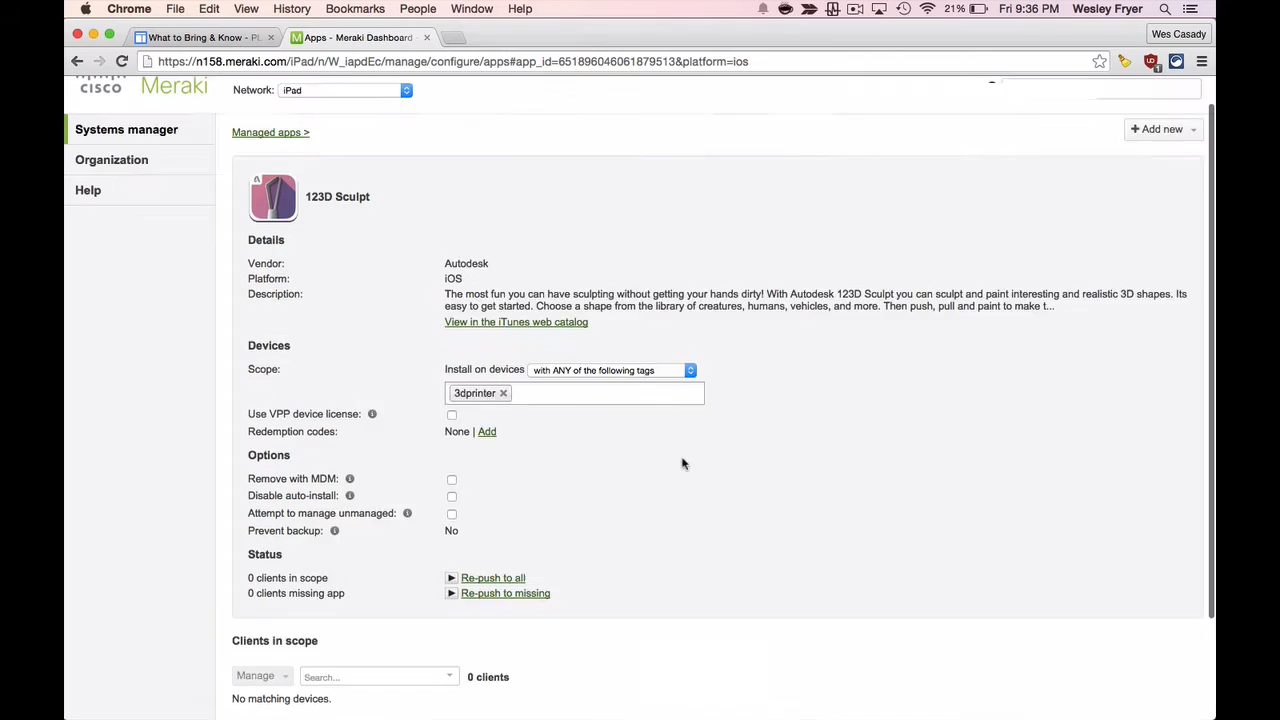 Chrome File Edit View History Bookmarks People Window Help 21% Fri 9:36 PM Wesley Fryer
What to Bring & Know - PL × Apps - Meraki Dashboard × Wes Casady
https://n158.meraki.com/iPad/n/W_iapdEc/manage/configure/apps#app_id=651896046061879513&platform=ios
CISCO Meraki Network: iPad
Systems manager
Organization
Help
Managed apps >
+ Add new
123D Sculpt
Details
Vendor: Autodesk
Platform: iOS
Description: The most fun you can have sculpting without getting your hands dirty! With Autodesk 123D Sculpt you can sculpt and paint interesting and realistic 3D shapes. Its
easy to get started. Choose a shape from the library of creatures, humans, vehicles, and more. Then push, pull and paint to make t...
View in the iTunes web catalog
Devices
Scope: Install on devices with ANY of the following tags
3dprinter ×
Use VPP device license:
Redemption codes: None | Add
Options
Remove with MDM:
Disable auto-install:
Attempt to manage unmanaged:
Prevent backup: No
Status
0 clients in scope Re-push to all
0 clients missing app Re-push to missing
Clients in scope
Manage Search... 0 clients
No matching devices.